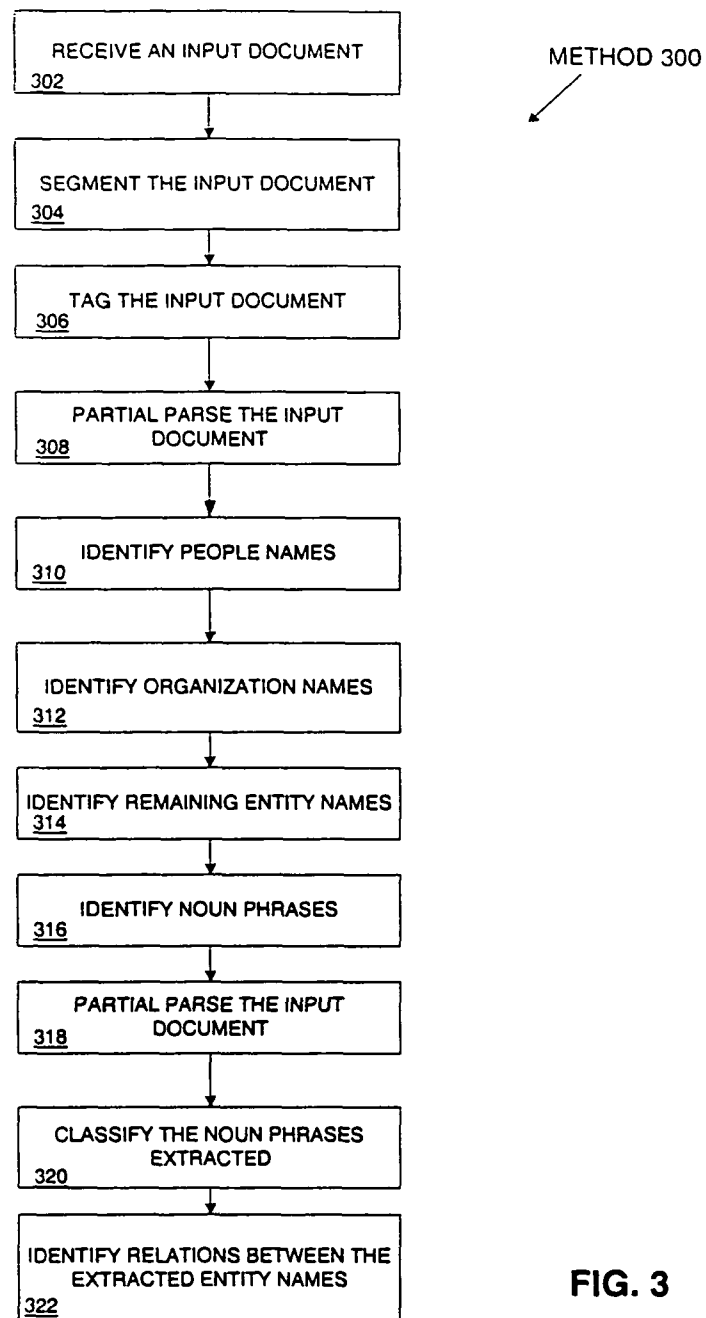 RECEIVE AN INPUT DOCUMENT
302
METHOD 300
SEGMENT THE INPUT DOCUMENT
304
TAG THE INPUT DOCUMENT
306
PARTIAL PARSE THE INPUT
DOCUMENT
308
IDENTIFY PEOPLE NAMES
310
IDENTIFY ORGANIZATION NAMES
312
IDENTIFY REMAINING ENTITY NAMES
314
IDENTIFY NOUN PHRASES
316
PARTIAL PARSE THE INPUT
DOCUMENT
318
CLASSIFY THE NOUN PHRASES
EXTRACTED
320
IDENTIFY RELATIONS BETWEEN THE
EXTRACTED ENTITY NAMES
322
FIG. 3